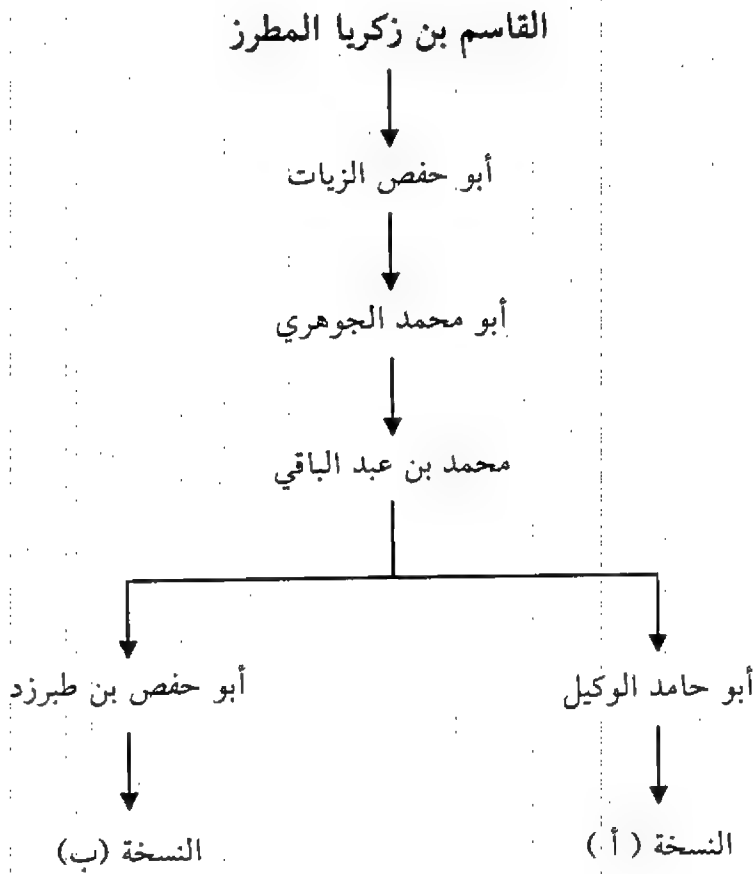 القاسم بن زكريا المطرز
أبو حفص الزيات
أبو محمد الجوهري
محمد بن عبد الباقي
أبو حامد الوكيل
أبو حفص بن طبرزد
النسخة ( أ )
النسخة (ب)